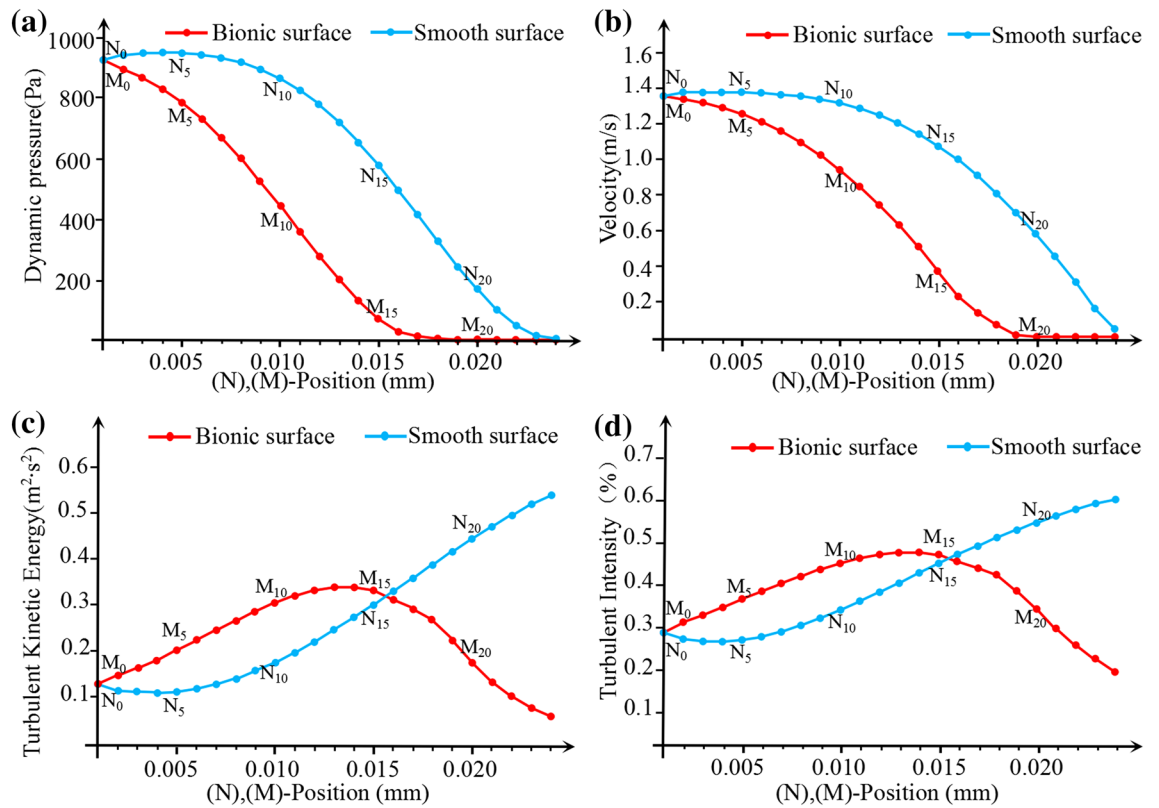 (a)
Bionic surface
Smooth surface
Dynamic pressure(Pa)
1000
800
600
400
200
N0
M0
N5
M5
N10
M10
N15
M15
N20
M20
0.005
0.010
0.015
0.020
(N),(M)-Position (mm)
(b)
Bionic surface
Smooth surface
Velocity(m/s)
1.6
1.4
1.2
1.0
0.8
0.6
0.4
0.2
N0
M0
N5
M5
N10
M10
N15
M15
N20
M20
0.005
0.010
0.015
0.020
(N),(M)-Position (mm)
(c)
Bionic surface
Smooth surface
Turbulent Kinetic Energy(m²·s²)
0.6
0.5
0.4
0.3
0.2
0.1
M0
N0
M5
N5
M10
N10
M15
N15
N20
M20
0.005
0.010
0.015
0.020
(N),(M)-Position (mm)
(d)
Bionic surface
Smooth surface
Turbulent Intensity（%）
0.7
0.6
0.5
0.4
0.3
0.2
0.1
M0
N0
M5
N5
M10
N10
M15
N15
N20
M20
0.005
0.010
0.015
0.020
(N),(M)-Position (mm)